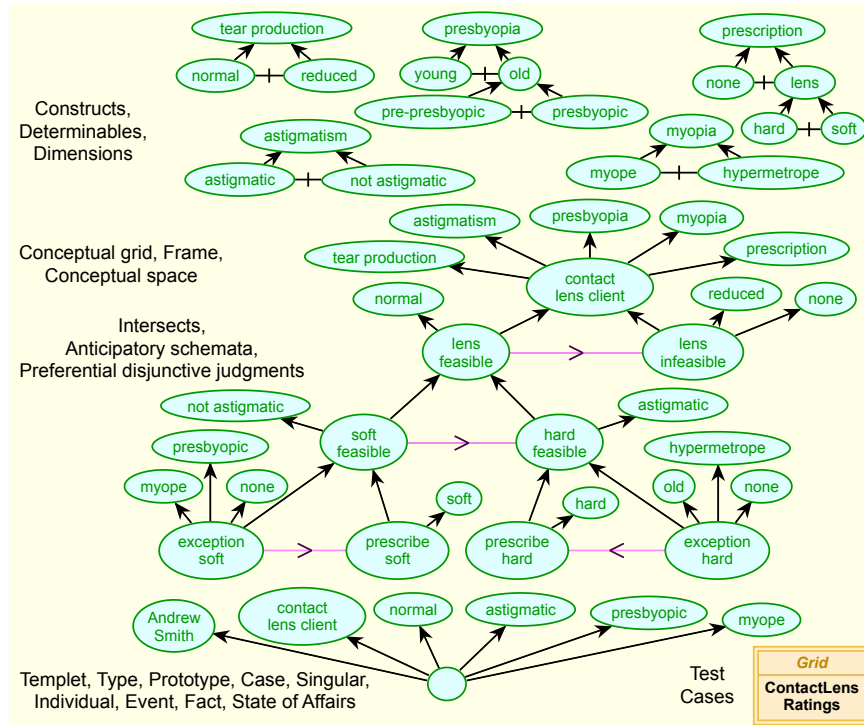 tear production
normal
reduced
presbyopia
young
old
pre-presbyopic
presbyopic
prescription
none
lens
hard
soft
Constructs,
Determinables,
Dimensions
astigmatism
astigmatic
not astigmatic
myopia
myope
hypermetrope
Conceptual grid, Frame,
Conceptual space
tear production
astigmatism
presbyopia
myopia
prescription
contact
lens client
Intersects,
Anticipatory schemata,
Preferential disjunctive judgments
normal
lens
feasible
reduced
none
lens
infeasible
not astigmatic
soft
feasible
hard
feasible
astigmatic
presbyopic
myope
none
exception
soft
soft
prescribe
soft
hard
prescribe
hard
hypermetrope
old
none
exception
hard
Andrew
Smith
contact
lens client
normal
astigmatic
presbyopic
myope
Templet, Type, Prototype, Case, Singular,
Individual, Event, Fact, State of Affairs
Test
Cases
Grid
ContactLens
Ratings